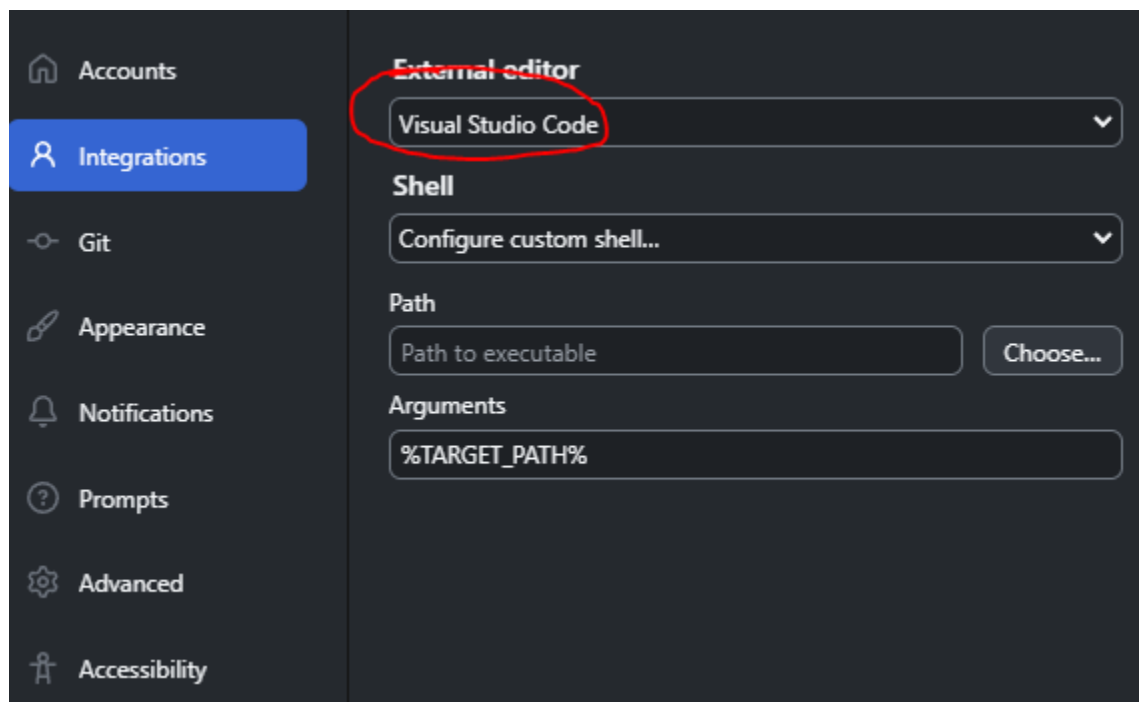 Accounts
Integrations
Git
Appearance
Notifications
Prompts
Advanced
Accessibility
External editor
Visual Studio Code
Shell
Configure custom shell...
Path
Path to executable
Choose...
Arguments
%TARGET_PATH%